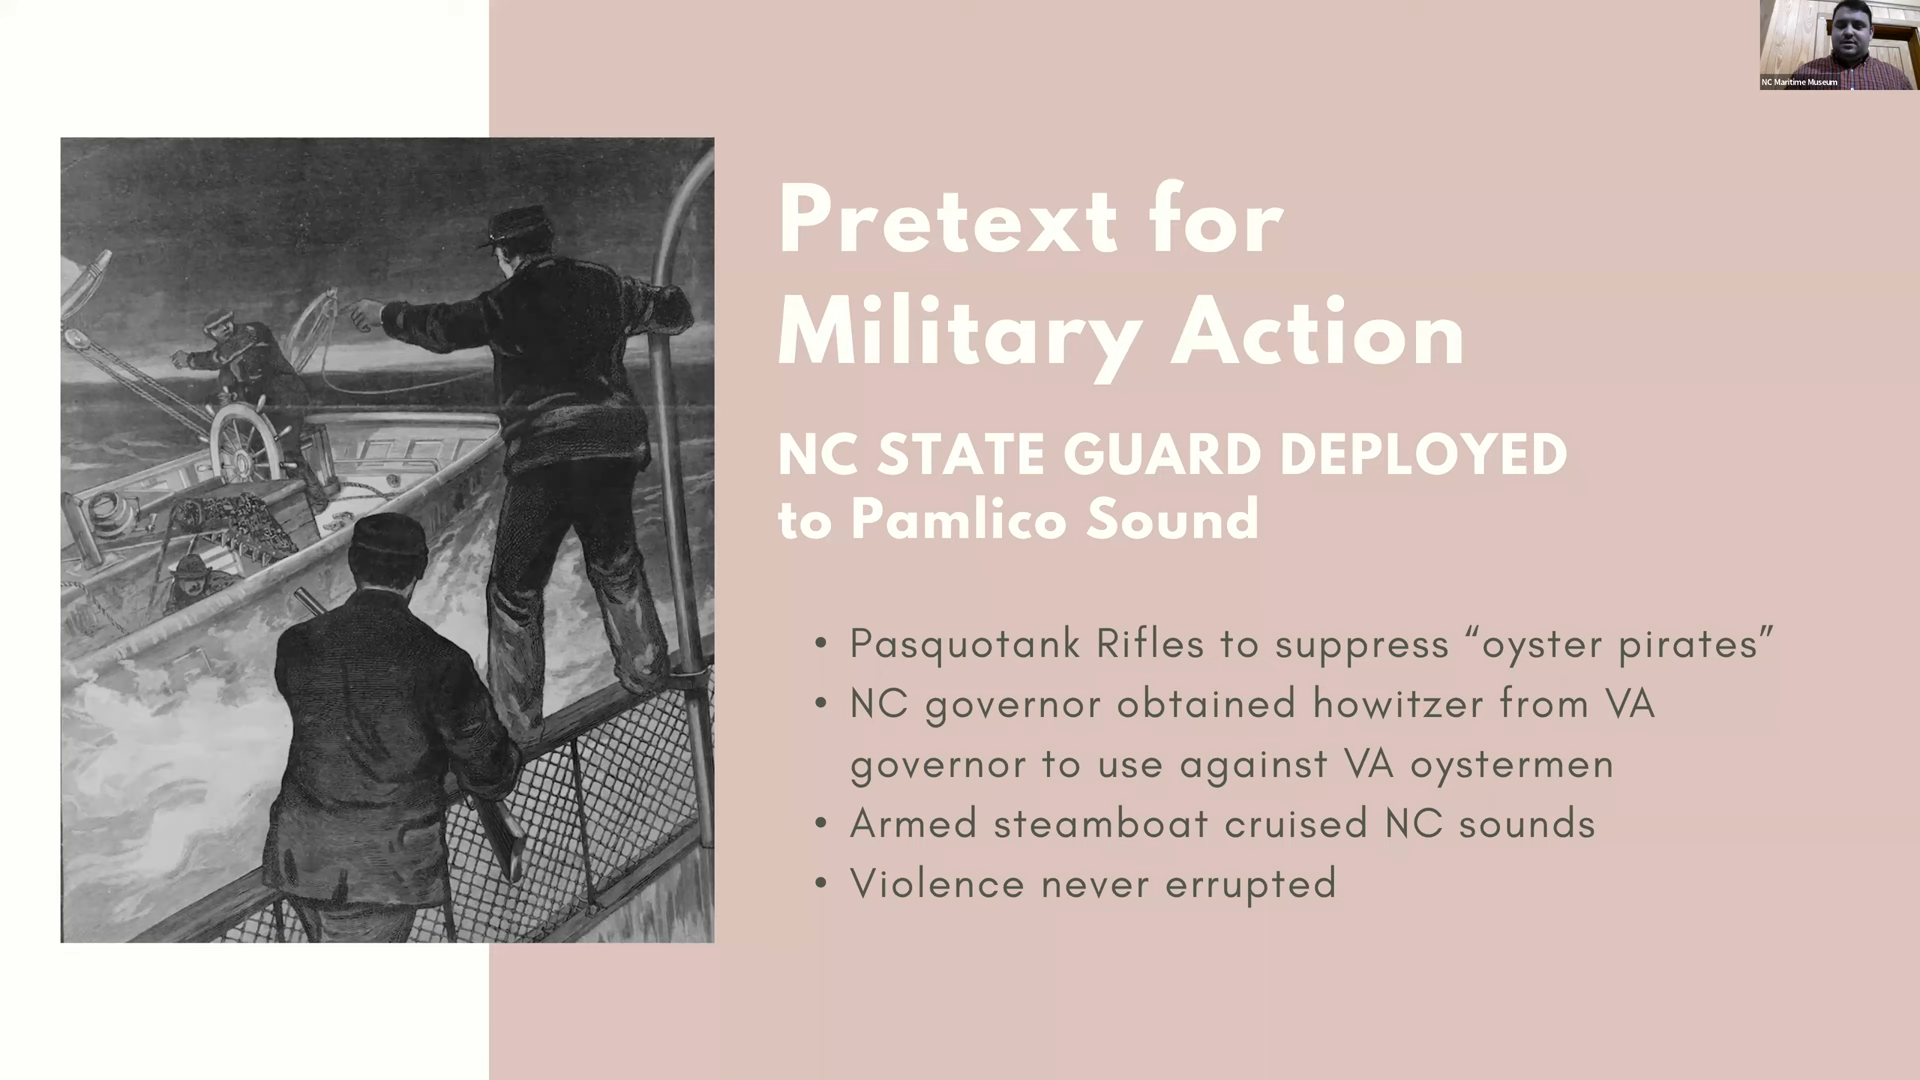 NC Maritime Museum
Pretext for
Military Action
NC STATE GUARD DEPLOYED
to Pamlico Sound
• Pasquotank Rifles to suppress “oyster pirates”
• NC governor obtained howitzer from VA
governor to use against VA oystermen
• Armed steamboat cruised NC sounds
• Violence never errupted